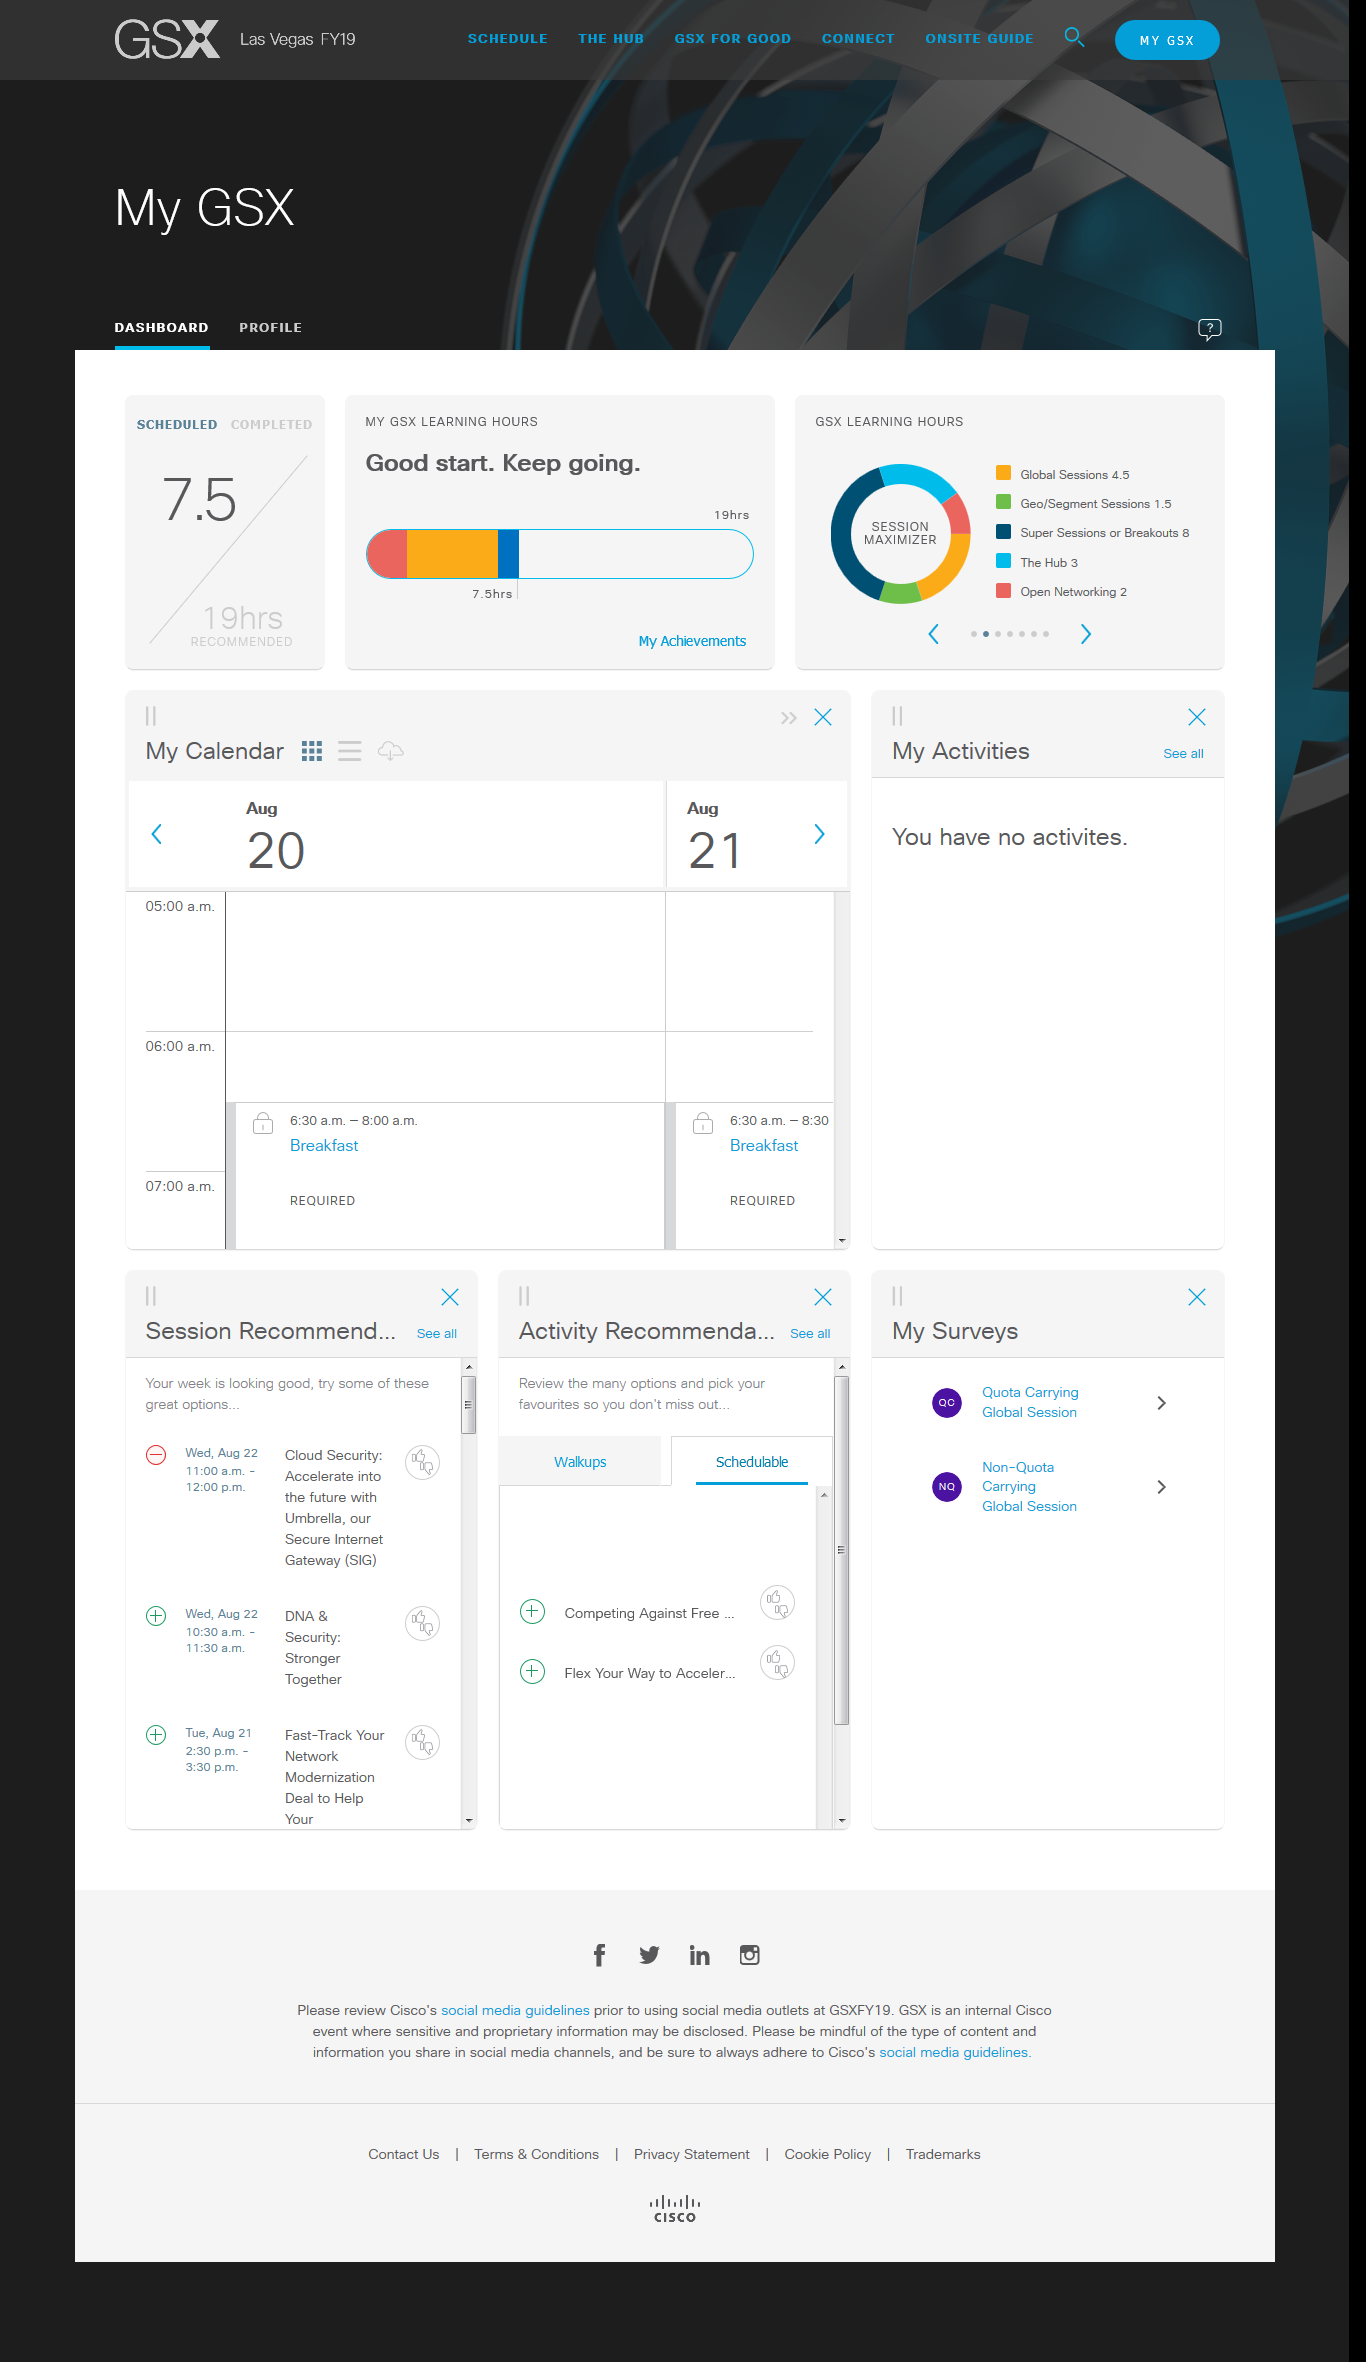 GSX Las Vegas FY19
SCHEDULE THE HUB GSX FOR GOOD CONNECT ONSITE GUIDE MY GSX
My GSX
DASHBOARD PROFILE
?
SCHEDULED COMPLETED
7.5
19hrs
RECOMMENDED
MY GSX LEARNING HOURS
Good start. Keep going.
19hrs
7.5hrs
My Achievements
GSX LEARNING HOURS
SESSION
MAXIMIZER
Global Sessions 4.5
Geo/Segment Sessions 1.5
Super Sessions or Breakouts 8
The Hub 3
Open Networking 2
My Calendar
Aug
20
Aug
21
05:00 a.m.
06:00 a.m.
07:00 a.m.
6:30 a.m. – 8:00 a.m.
Breakfast
REQUIRED
6:30 a.m. – 8:30
Breakfast
REQUIRED
My Activities
See all
You have no activites.
Session Recommend...
See all
Your week is looking good, try some of these
great options...
Wed, Aug 22
11:00 a.m. -
12:00 p.m.
Cloud Security:
Accelerate into
the future with
Umbrella, our
Secure Internet
Gateway (SIG)
Wed, Aug 22
10:30 a.m. -
11:30 a.m.
DNA &
Security:
Stronger
Together
Tue, Aug 21
2:30 p.m. -
3:30 p.m.
Fast-Track Your
Network
Modernization
Deal to Help
Your
Activity Recommenda...
See all
Review the many options and pick your
favourites so you don't miss out...
Walkups
Schedulable
Competing Against Free ...
Flex Your Way to Acceler...
My Surveys
QC
Quota Carrying
Global Session
NQ
Non-Quota
Carrying
Global Session
Please review Cisco's social media guidelines prior to using social media outlets at GSXFY19. GSX is an internal Cisco
event where sensitive and proprietary information may be disclosed. Please be mindful of the type of content and
information you share in social media channels, and be sure to always adhere to Cisco's social media guidelines.
Contact Us | Terms & Conditions | Privacy Statement | Cookie Policy | Trademarks
CISCO